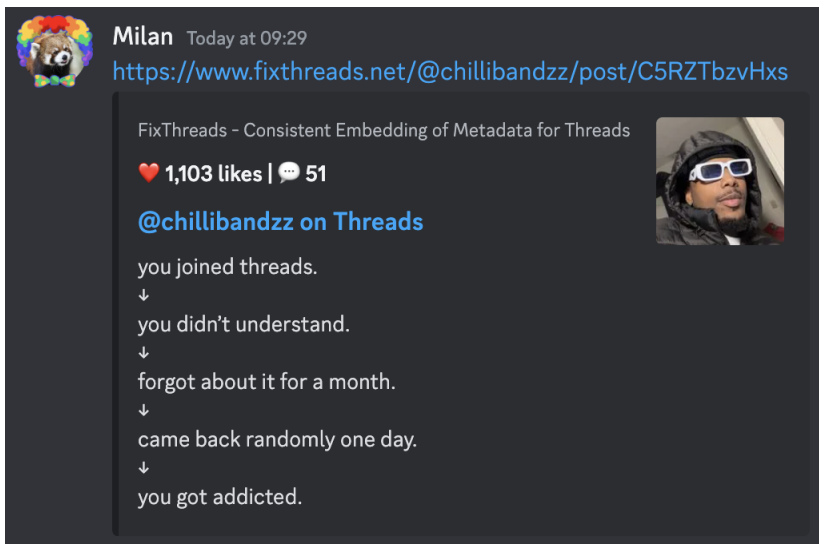 Milan Today at 09:29
https://www.fixthreads.net/@chillibandzz/post/C5RZTbzvHxs
FixThreads - Consistent Embedding of Metadata for Threads
❤️ 1,103 likes | 💬 51
@chillibandzz on Threads
you joined threads.
↓
you didn’t understand.
↓
forgot about it for a month.
↓
came back randomly one day.
↓
you got addicted.